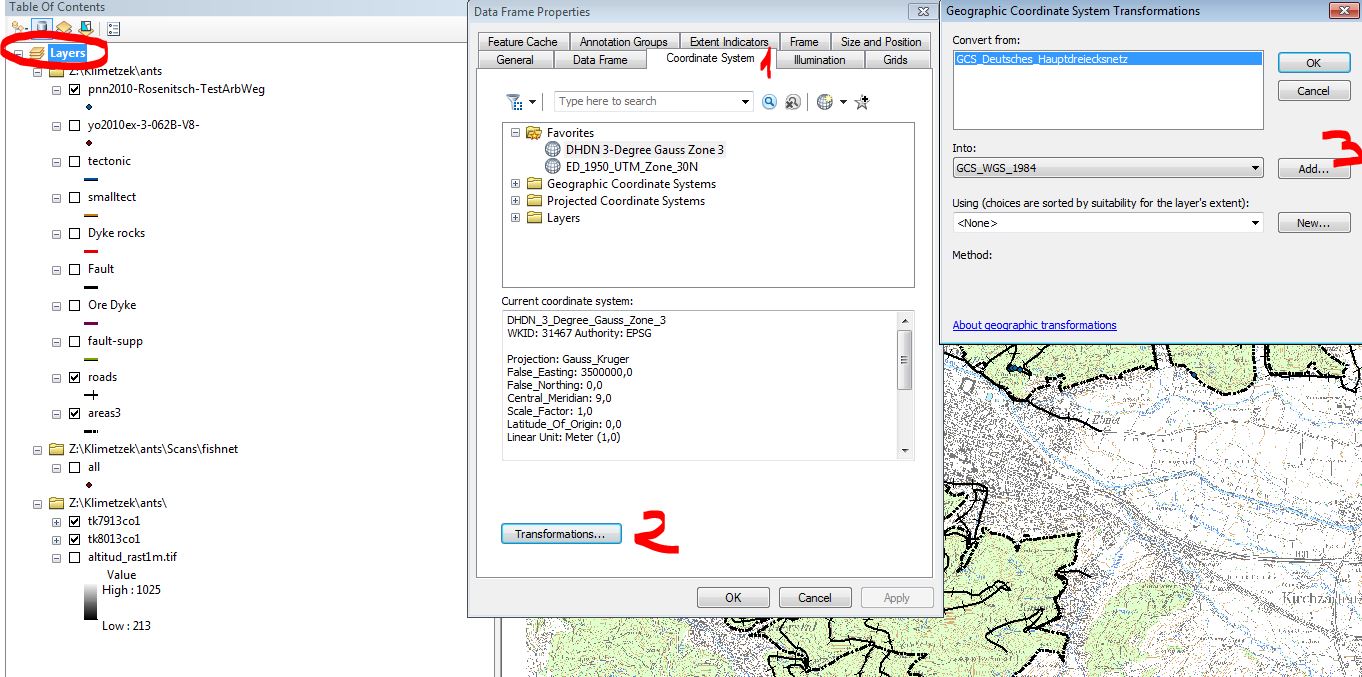 Table Of Contents
Layers
Z:\Klimetzek\ants
pnn2010-Rosenitsch-TestArbWeg
yo2010ex-3-062B-V8-
tectonic
smalltect
Dyke rocks
Fault
Ore Dyke
fault-supp
roads
areas3
Z:\Klimetzek\ants\Scans\fishnet
all
Z:\Klimetzek\ants\
tk7913co1
tk8013co1
altitud_rast1m.tif
Value
High : 1025
Low : 213
Data Frame Properties
Feature Cache
Annotation Groups
Extent Indicators
Frame
Size and Position
General
Data Frame
Coordinate System
Illumination
Grids
1
Type here to search
Favorites
DHDN 3-Degree Gauss Zone 3
ED_1950_UTM_Zone_30N
Geographic Coordinate Systems
Projected Coordinate Systems
Layers
Current coordinate system:
DHDN_3_Degree_Gauss_Zone_3
WKID: 31467 Authority: EPSG
Projection: Gauss_Kruger
False_Easting: 3500000,0
False_Northing: 0,0
Central_Meridian: 9,0
Scale_Factor: 1,0
Latitude_Of_Origin: 0,0
Linear Unit: Meter (1,0)
Transformations...
2
OK
Cancel
Apply
Geographic Coordinate System Transformations
Convert from:
GCS_Deutsches_Hauptdreiecksnetz
OK
Cancel
3
Into:
GCS_WGS_1984
Add...
Using (choices are sorted by suitability for the layer's extent):
<None>
New...
Method:
About geographic transformations
Ebnet